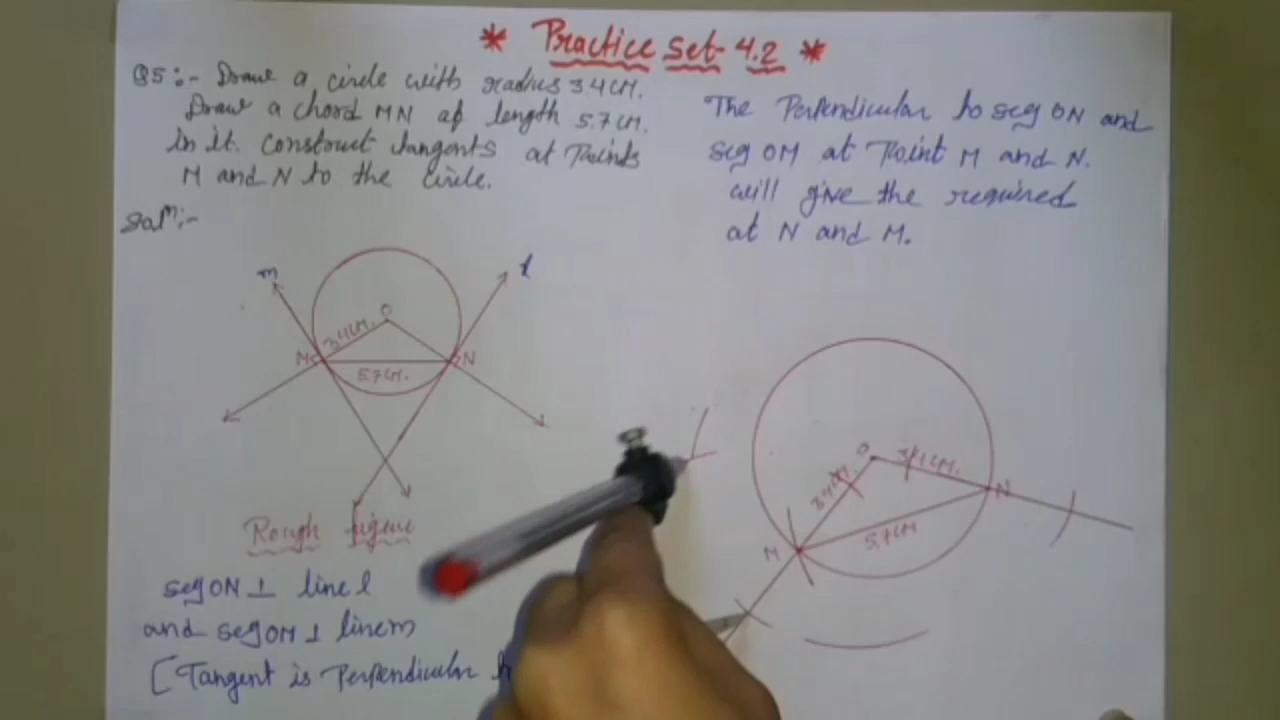 * Practice Set 4.2 *
Q5:- Draw a circle with radius 3.4 cm.
Draw a chord MN of length 5.7 cm.
in it. construct tangents at Points
M and N to the circle.
Solⁿ:-
The Perpendicular to seg ON and
seg OM at Point M and N.
will give the required
at N and M.
m
l
O
3.4 cm.
M
N
5.7 cm.
Rough figure
seg ON ⊥ line l
and seg OM ⊥ line m
[Tangent is Perpendicular
O
3.4 cm.
3.4 cm.
N
M
5.7 cm